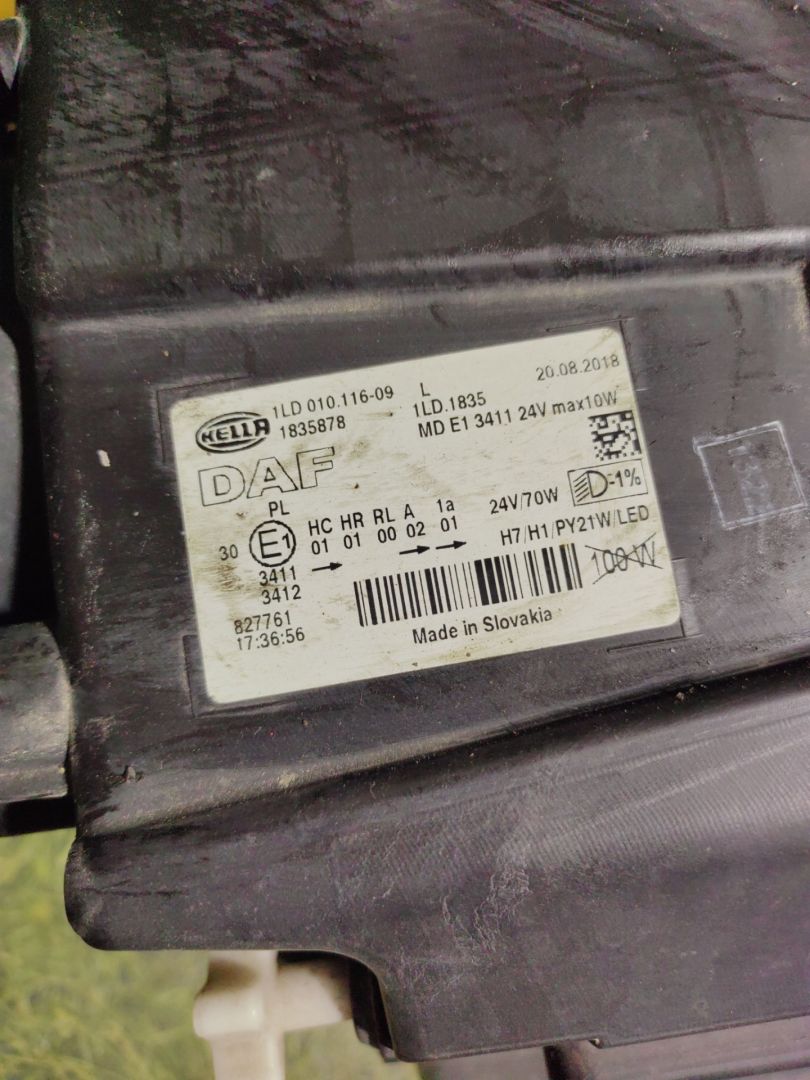 HELLA
1LD 010.116-09 L 20.08.2018
1835878 1LD.1835
MD E1 3411 24V max10W
DAF
PL HC HR RL A 1a 24V/70W D-1%
30 E1 01 01 00 02 01
H7/H1/PY21W/LED
3411
3412
100W
827761
17:36:56
Made in Slovakia